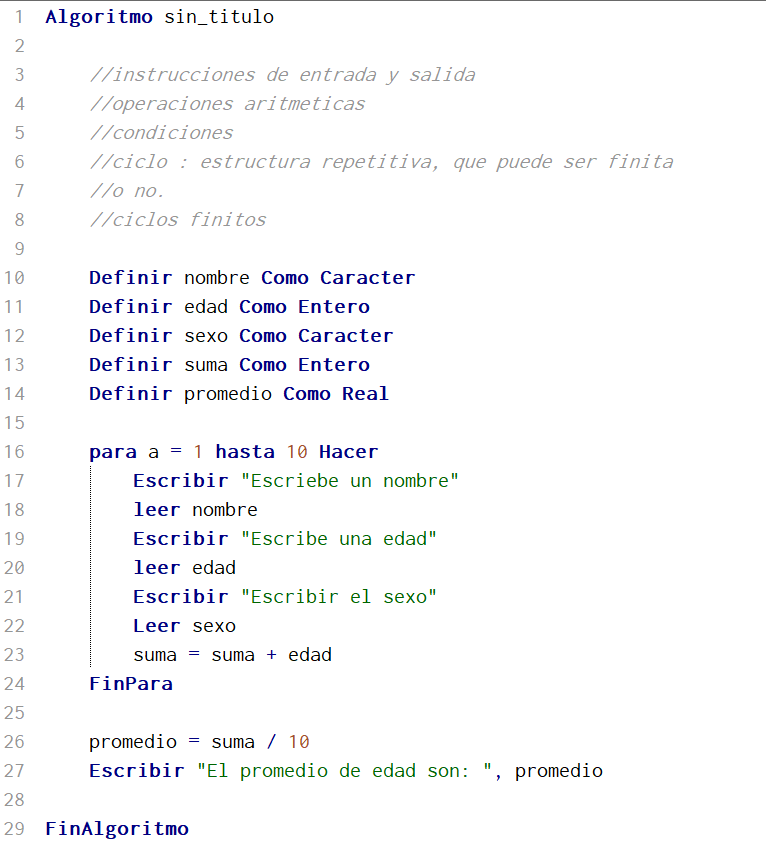 1 Algoritmo sin_titulo
2
3 //instrucciones de entrada y salida
4 //operaciones aritmeticas
5 //condiciones
6 //ciclo : estructura repetitiva, que puede ser finita
7 //o no.
8 //ciclos finitos
9
10 Definir nombre Como Caracter
11 Definir edad Como Entero
12 Definir sexo Como Caracter
13 Definir suma Como Entero
14 Definir promedio Como Real
15
16 para a = 1 hasta 10 Hacer
17 Escribir "Escriebe un nombre"
18 leer nombre
19 Escribir "Escribe una edad"
20 leer edad
21 Escribir "Escribir el sexo"
22 Leer sexo
23 suma = suma + edad
24 FinPara
25
26 promedio = suma / 10
27 Escribir "El promedio de edad son: ", promedio
28
29 FinAlgoritmo